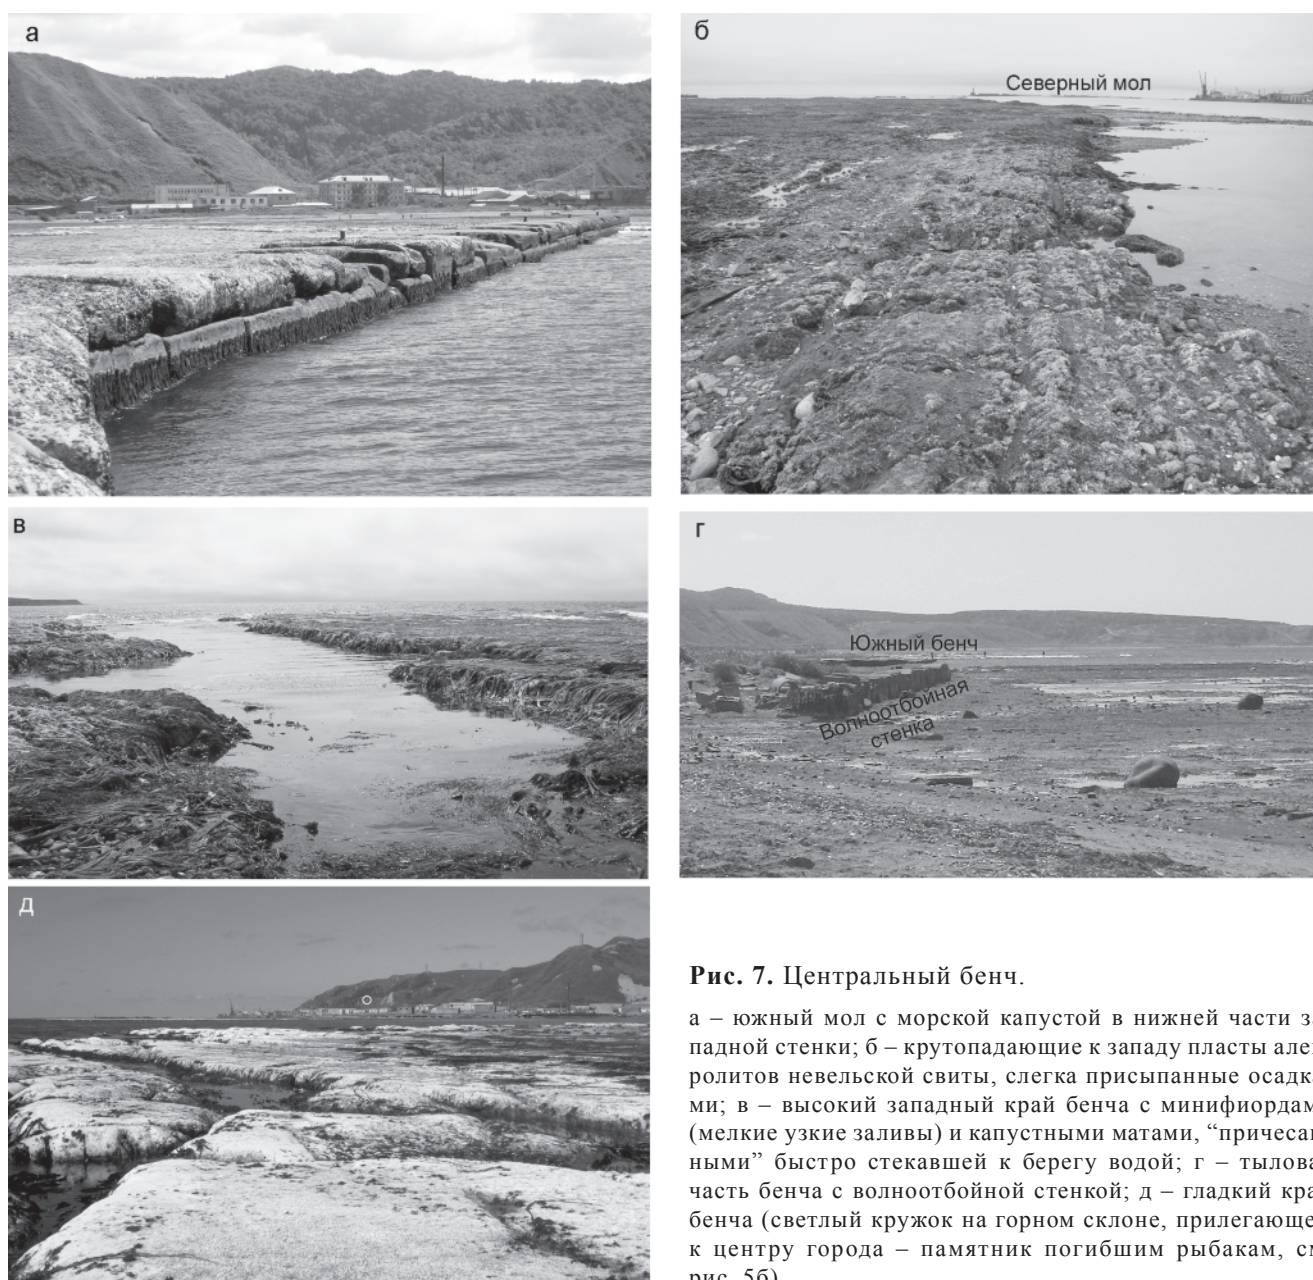 а
б
Северный мол
в
г
Южный бенч
Волноотбойная
стенка
д
Рис. 7. Центральный бенч.
а – южный мол с морской капустой в нижней части за
падной стенки; б – крутопадающие к западу пласты але
ролитов невельской свиты, слегка присыпанные осадка
ми; в – высокий западный край бенча с минифиордам
(мелкие узкие заливы) и капустными матами, “причесан
ными” быстро стекавшей к берегу водой; г – тылова
часть бенча с волноотбойной стенкой; д – гладкий кра
бенча (светлый кружок на горном склоне, прилегающе
к центру города – памятник погибшим рыбакам, см
рис. 5б)